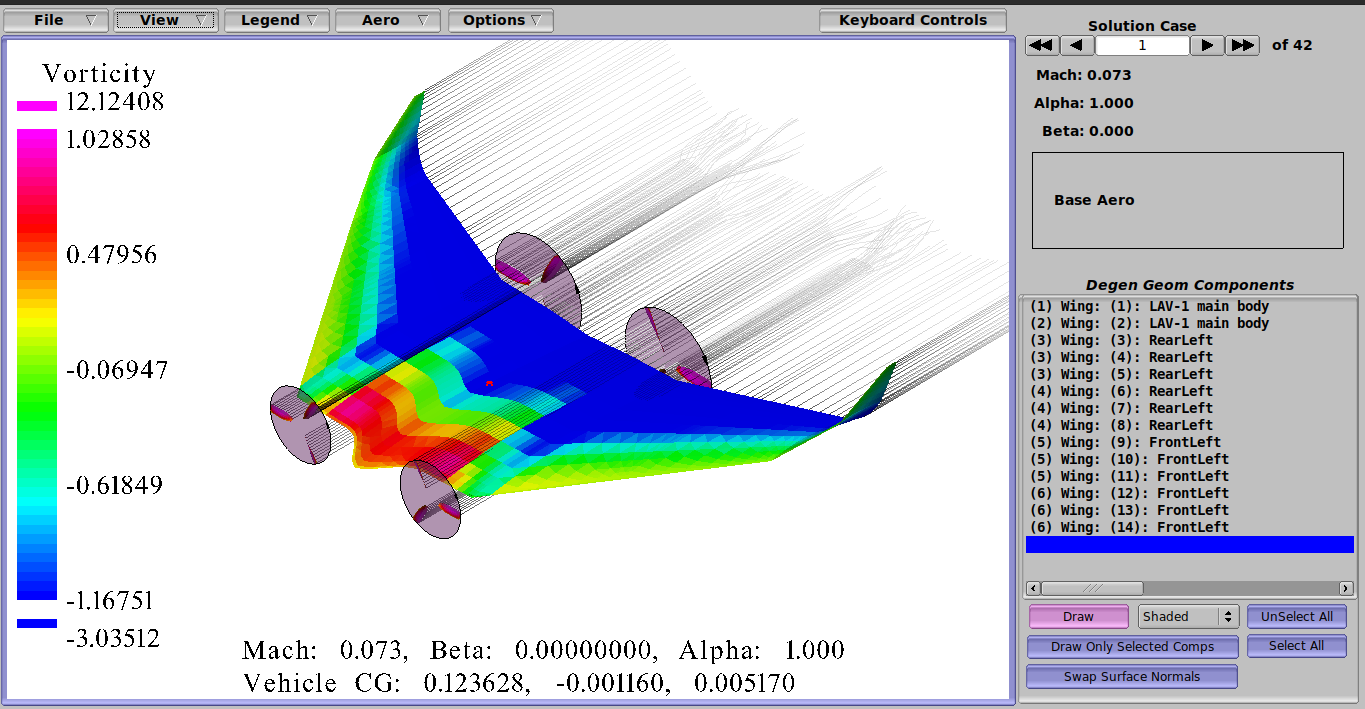 File View Legend Aero Options Keyboard Controls
Solution Case
1 of 42
Mach: 0.073
Alpha: 1.000
Beta: 0.000
Base Aero
Vorticity
12.12408
1.02858
0.47956
-0.06947
-0.61849
-1.16751
-3.03512
Mach: 0.073, Beta: 0.00000000, Alpha: 1.000
Vehicle CG: 0.123628, -0.001160, 0.005170
Degen Geom Components
(1) Wing: (1): LAV-1 main body
(2) Wing: (2): LAV-1 main body
(3) Wing: (3): RearLeft
(3) Wing: (4): RearLeft
(3) Wing: (5): RearLeft
(4) Wing: (6): RearLeft
(4) Wing: (7): RearLeft
(4) Wing: (8): RearLeft
(5) Wing: (9): FrontLeft
(5) Wing: (10): FrontLeft
(5) Wing: (11): FrontLeft
(6) Wing: (12): FrontLeft
(6) Wing: (13): FrontLeft
(6) Wing: (14): FrontLeft
Draw Shaded UnSelect All
Draw Only Selected Comps Select All
Swap Surface Normals